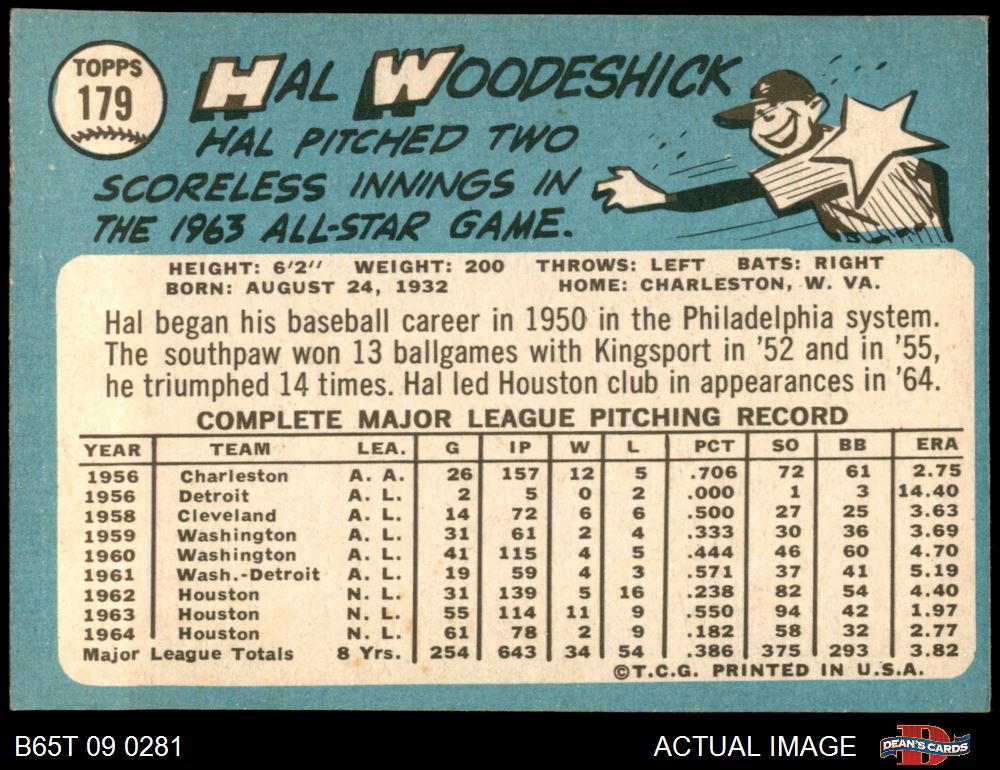 TOPPS
179
HAL WOODESHICK
HAL PITCHED TWO
SCORELESS INNINGS IN
THE 1963 ALL-STAR GAME.
HEIGHT: 6'2" WEIGHT: 200 THROWS: LEFT BATS: RIGHT
BORN: AUGUST 24, 1932 HOME: CHARLESTON, W. VA.
Hal began his baseball career in 1950 in the Philadelphia system.
The southpaw won 13 ballgames with Kingsport in '52 and in '55,
he triumphed 14 times. Hal led Houston club in appearances in '64.
COMPLETE MAJOR LEAGUE PITCHING RECORD
YEAR TEAM LEA. G IP W L PCT SO BB ERA
1956 Charleston A. A. 26 157 12 5 .706 72 61 2.75
1956 Detroit A. L. 2 5 0 2 .000 1 3 14.40
1958 Cleveland A. L. 14 72 6 6 .500 27 25 3.63
1959 Washington A. L. 31 61 2 4 .333 30 36 3.69
1960 Washington A. L. 41 115 4 5 .444 46 60 4.70
1961 Wash.-Detroit A. L. 19 59 4 3 .571 37 41 5.19
1962 Houston N. L. 31 139 5 16 .238 82 54 4.40
1963 Houston N. L. 55 114 11 9 .550 94 42 1.97
1964 Houston N. L. 61 78 2 9 .182 58 32 2.77
Major League Totals 8 Yrs. 254 643 34 54 .386 375 293 3.82
©T.C.G. PRINTED IN U.S.A.
B65T 09 0281 ACTUAL IMAGE DEAN'S CARDS